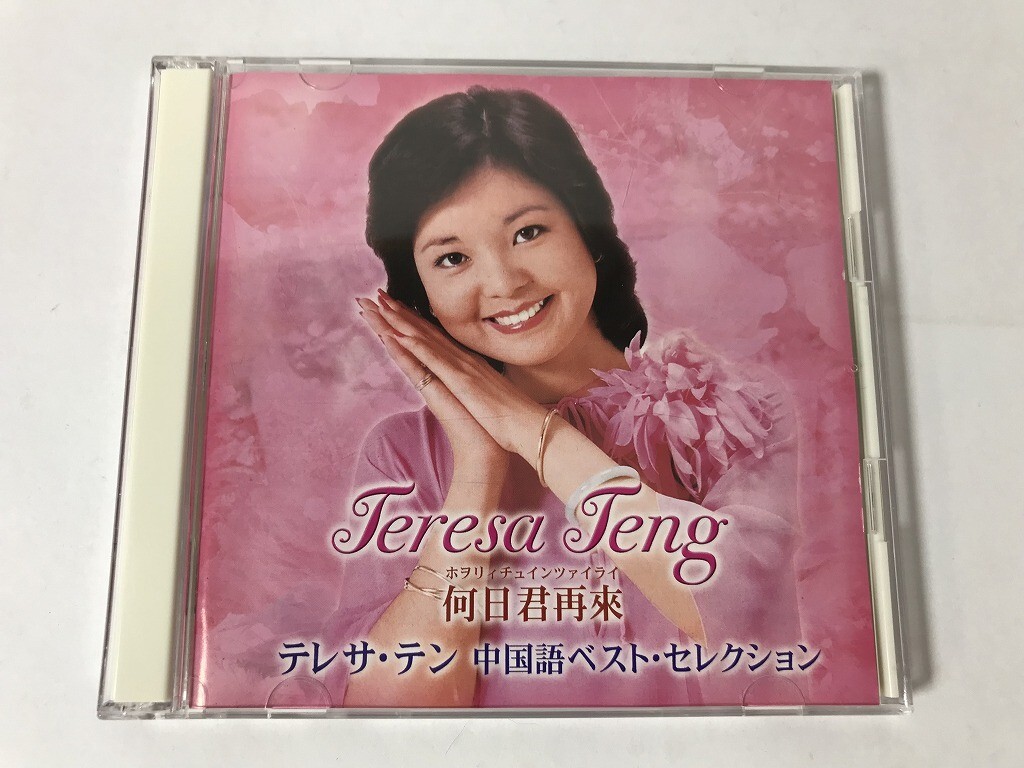 Teresa Teng
ホヲリィチュインツァイライ
何日君再來
テレサ・テン 中国語ベスト・セレクション